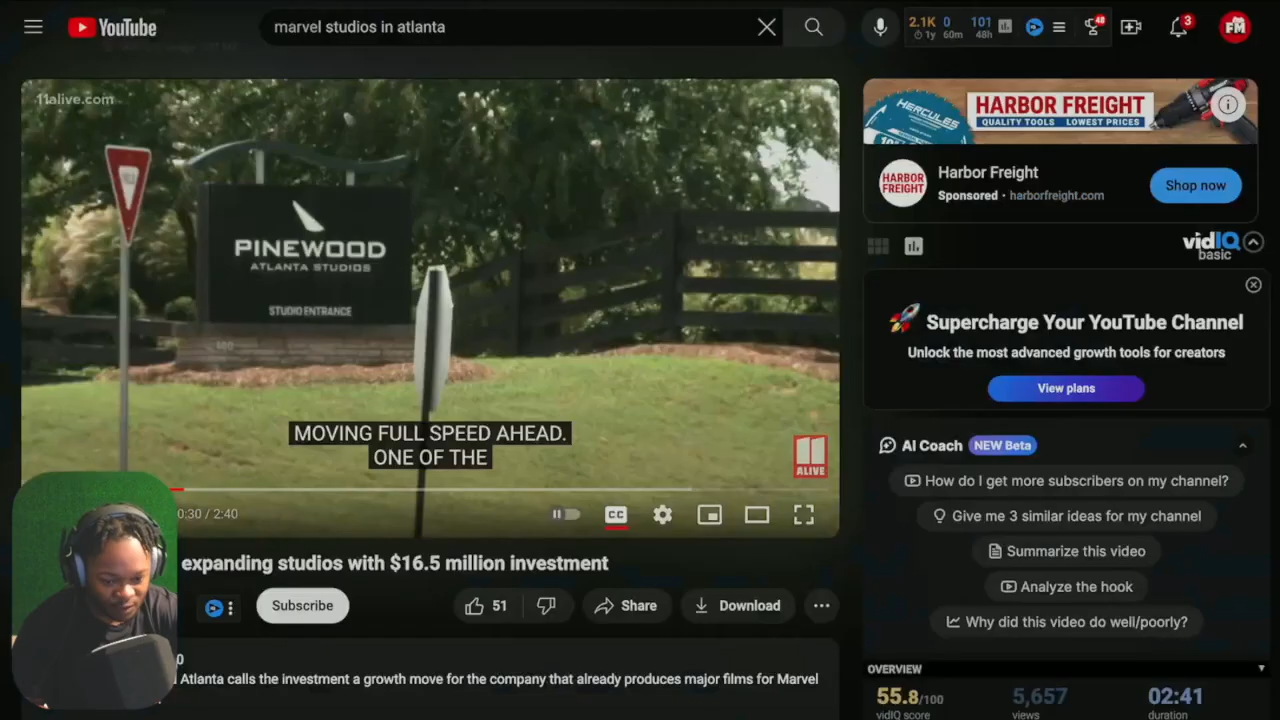 YouTube
marvel studios in atlanta
2.1K 0 101
1y 60m 48h
48
3
FM
11alive.com
PINEWOOD
ATLANTA STUDIOS
STUDIO ENTRANCE
MOVING FULL SPEED AHEAD.
ONE OF THE
11
ALIVE
0:30 / 2:40
CC
expanding studios with $16.5 million investment
Subscribe
51
Share
Download
0
Atlanta calls the investment a growth move for the company that already produces major films for Marvel
HERCULES
HARBOR FREIGHT
QUALITY TOOLS LOWEST PRICES
HARBOR
FREIGHT
Harbor Freight
Sponsored · harborfreight.com
Shop now
vidIQ
basic
Supercharge Your YouTube Channel
Unlock the most advanced growth tools for creators
View plans
AI Coach NEW Beta
How do I get more subscribers on my channel?
Give me 3 similar ideas for my channel
Summarize this video
Analyze the hook
Why did this video do well/poorly?
OVERVIEW
55.8/100 5,657 02:41
vidIQ score views duration